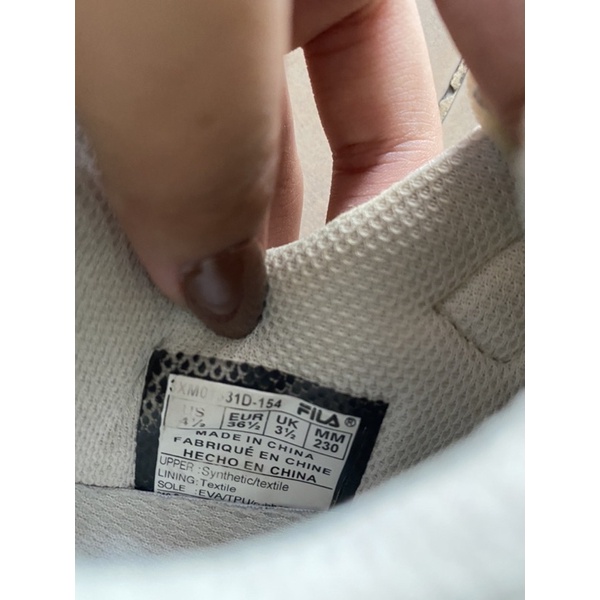 31D-154 FILA®
US EUR UK MM
4½ 36½ 3½ 230
MADE IN CHINA
FABRIQUÉ EN CHINE
HECHO EN CHINA
UPPER :Synthetic/textile
LINING: Textile
SOLE :EVA/TPU/